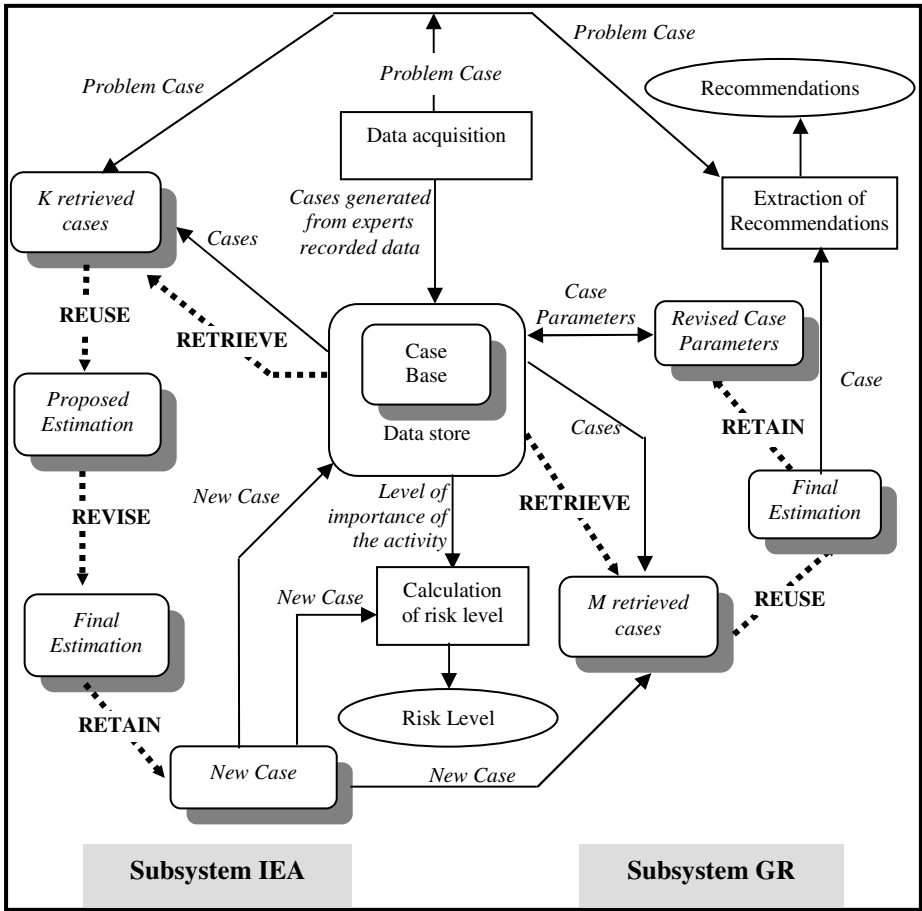 Problem Case
Problem Case
Problem Case
Recommendations
Data acquisition
K retrieved
cases
Cases generated
from experts
recorded data
Extraction of
Recommendations
Cases
REUSE
RETRIEVE
Case
Parameters
Revised Case
Parameters
Case
Base
Data store
Proposed
Estimation
Case
Cases
RETAIN
New Case
Level of
importance of
the activity
RETRIEVE
Final
Estimation
REVISE
New Case
Calculation
of risk level
M retrieved
cases
REUSE
Final
Estimation
RETAIN
Risk Level
New Case
New Case
Subsystem IEA
Subsystem GR